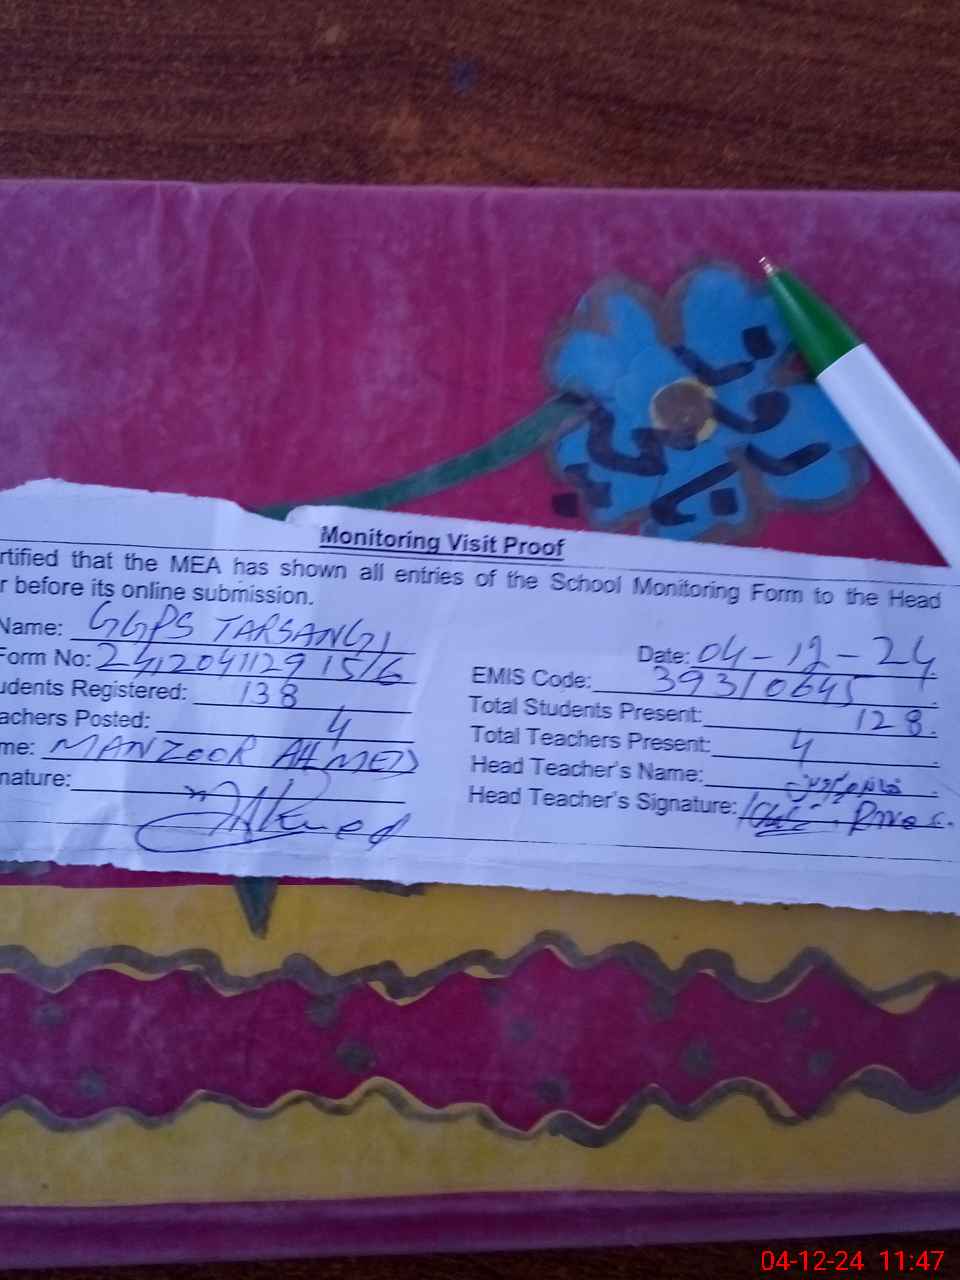 Monitoring Visit Proof
rtified that the MEA has shown all entries of the School Monitoring Form to the Head
r before its online submission.
Name: GGPS TARSANGI
Date: 04-12-24
Form No: 2412041129 15/6
EMIS Code: 39310645
udents Registered: 138
Total Students Present: 128.
achers Posted: 4
Total Teachers Present: 4
me: MANZOOR AHMED
Head Teacher's Name:
nature: Ahmed
Head Teacher's Signature:
04-12-24 11:47